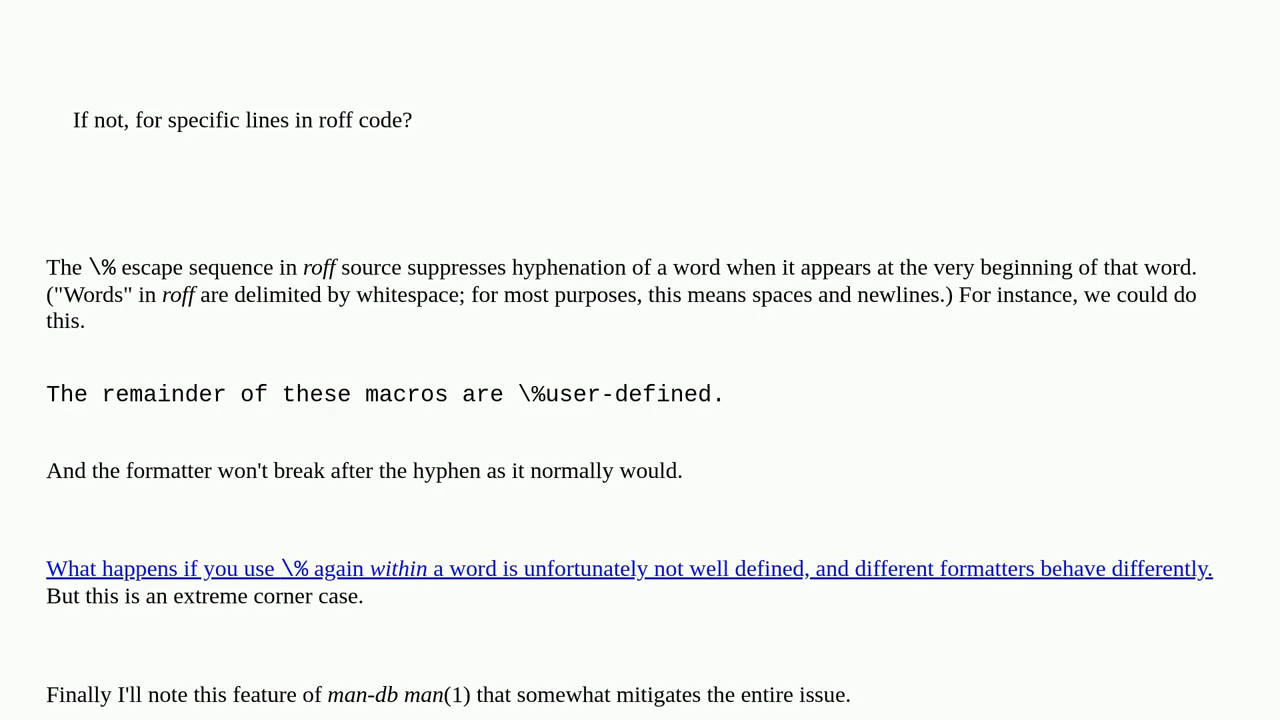 If not, for specific lines in roff code?
The \% escape sequence in roff source suppresses hyphenation of a word when it appears at the very beginning of that word.
("Words" in roff are delimited by whitespace; for most purposes, this means spaces and newlines.) For instance, we could do
this.
The remainder of these macros are \%user-defined.
And the formatter won't break after the hyphen as it normally would.
What happens if you use \% again within a word is unfortunately not well defined, and different formatters behave differently.
But this is an extreme corner case.
Finally I'll note this feature of man-db man(1) that somewhat mitigates the entire issue.